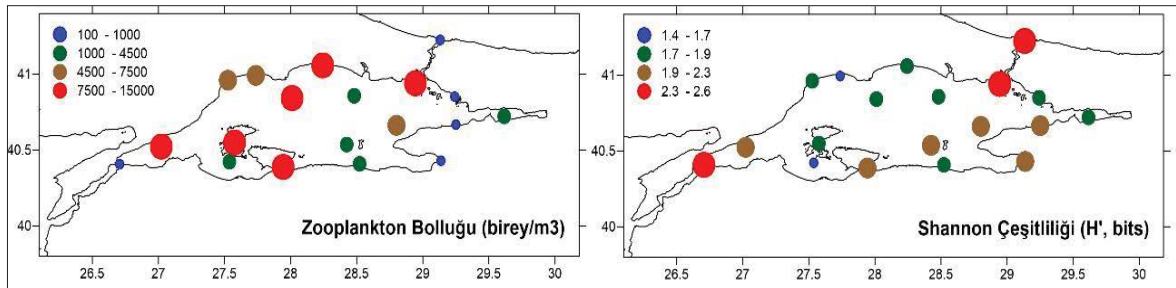 100 - 1000
1000 - 4500
4500 - 7500
7500 - 15000
41
40.5
40
Zooplankton Bolluğu (birey/m3)
26.5 27 27.5 28 28.5 29 29.5 30
1.4 - 1.7
1.7 - 1.9
1.9 - 2.3
2.3 - 2.6
41
40.5
40
Shannon Çeşitliliği (H', bits)
26.5 27 27.5 28 28.5 29 29.5 30